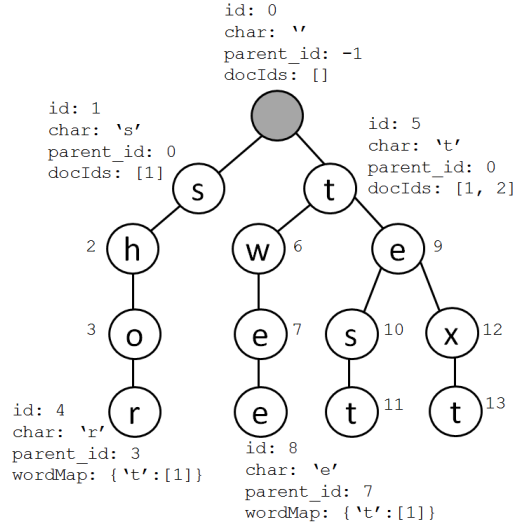 id: 0
char: ‘’
parent_id: -1
docIds: []
id: 1
char: ‘s’
parent_id: 0
docIds: [1]
id: 5
char: ‘t’
parent_id: 0
docIds: [1, 2]
s
t
2 h
w 6
e 9
3 o
e 7
s 10
x 12
r
e
t 11
t 13
id: 4
char: ‘r’
parent_id: 3
wordMap: {‘t’:[1]}
id: 8
char: ‘e’
parent_id: 7
wordMap: {‘t’:[1]}